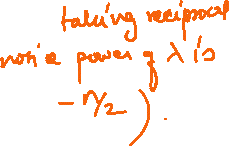 taking reciprocal
notice power of λ is
- n/2 ).